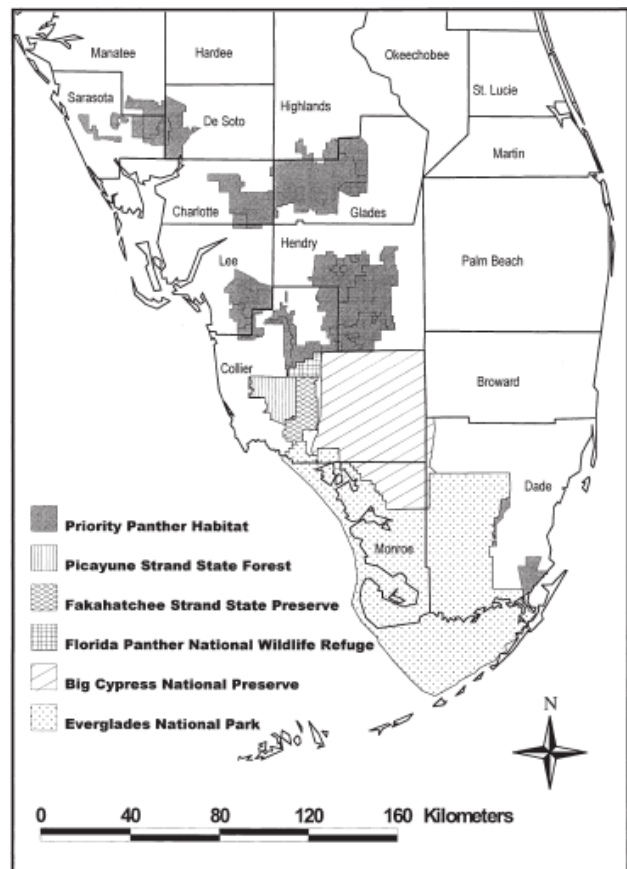 Manatee
Hardee
Okeechobee
Sarasota
St. Lucie
De Soto
Highlands
Martin
Charlotte
Glades
Hendry
Lee
Palm Beach
Collier
Broward
Dade
Monroe
Priority Panther Habitat
Picayune Strand State Forest
Fakahatchee Strand State Preserve
Florida Panther National Wildlife Refuge
Big Cypress National Preserve
Everglades National Park
N
0 40 80 120 160 Kilometers